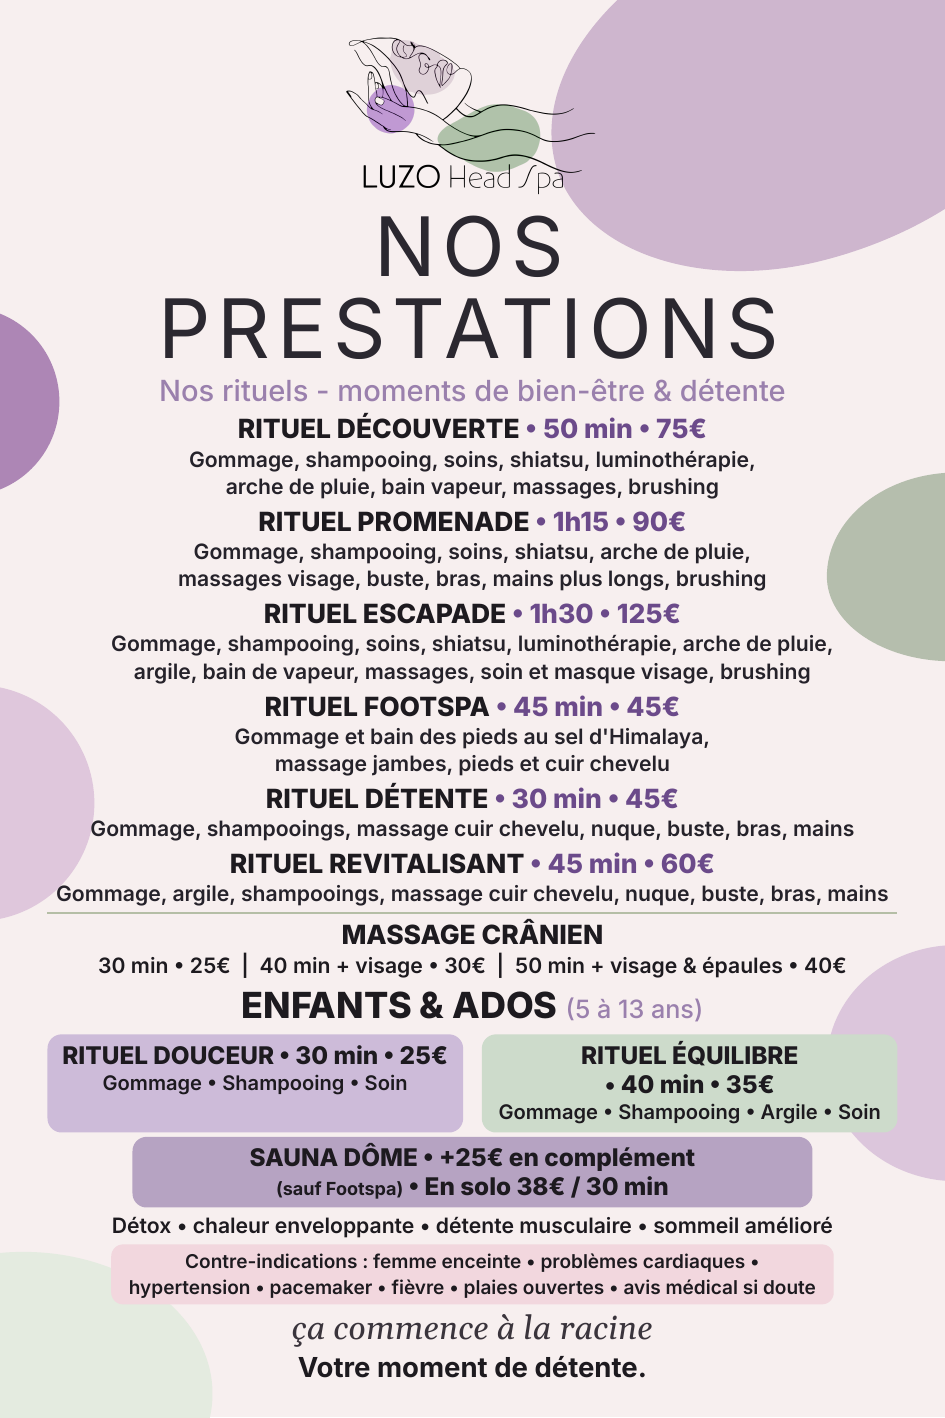 LUZO Head Spa
NOS
PRESTATIONS
Nos rituels - moments de bien-être & détente
RITUEL DÉCOUVERTE • 50 min • 75€
Gommage, shampooing, soins, shiatsu, luminothérapie,
arche de pluie, bain vapeur, massages, brushing
RITUEL PROMENADE • 1h15 • 90€
Gommage, shampooing, soins, shiatsu, arche de pluie,
massages visage, buste, bras, mains plus longs, brushing
RITUEL ESCAPADE • 1h30 • 125€
Gommage, shampooing, soins, shiatsu, luminothérapie, arche de pluie,
argile, bain de vapeur, massages, soin et masque visage, brushing
RITUEL FOOTSPA • 45 min • 45€
Gommage et bain des pieds au sel d'Himalaya,
massage jambes, pieds et cuir chevelu
RITUEL DÉTENTE • 30 min • 45€
Gommage, shampooings, massage cuir chevelu, nuque, buste, bras, mains
RITUEL REVITALISANT • 45 min • 60€
Gommage, argile, shampooings, massage cuir chevelu, nuque, buste, bras, mains
MASSAGE CRÂNIEN
30 min • 25€ | 40 min + visage • 30€ | 50 min + visage & épaules • 40€
ENFANTS & ADOS (5 à 13 ans)
RITUEL DOUCEUR • 30 min • 25€
Gommage • Shampooing • Soin
RITUEL ÉQUILIBRE
• 40 min • 35€
Gommage • Shampooing • Argile • Soin
SAUNA DÔME • +25€ en complément
(sauf Footspa) • En solo 38€ / 30 min
Détox • chaleur enveloppante • détente musculaire • sommeil amélioré
Contre-indications : femme enceinte • problèmes cardiaques •
hypertension • pacemaker • fièvre • plaies ouvertes • avis médical si doute
ça commence à la racine
Votre moment de détente.